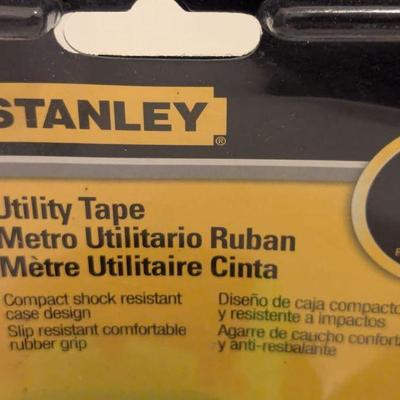 STANLEY®
Utility Tape
Metro Utilitario Ruban
Mètre Utilitaire Cinta
Compact shock resistant
case design
Slip resistant comfortable
rubber grip
Diseño de caja compacto
y resistente a impactos
Agarre de caucho conforta
y anti-resbalante